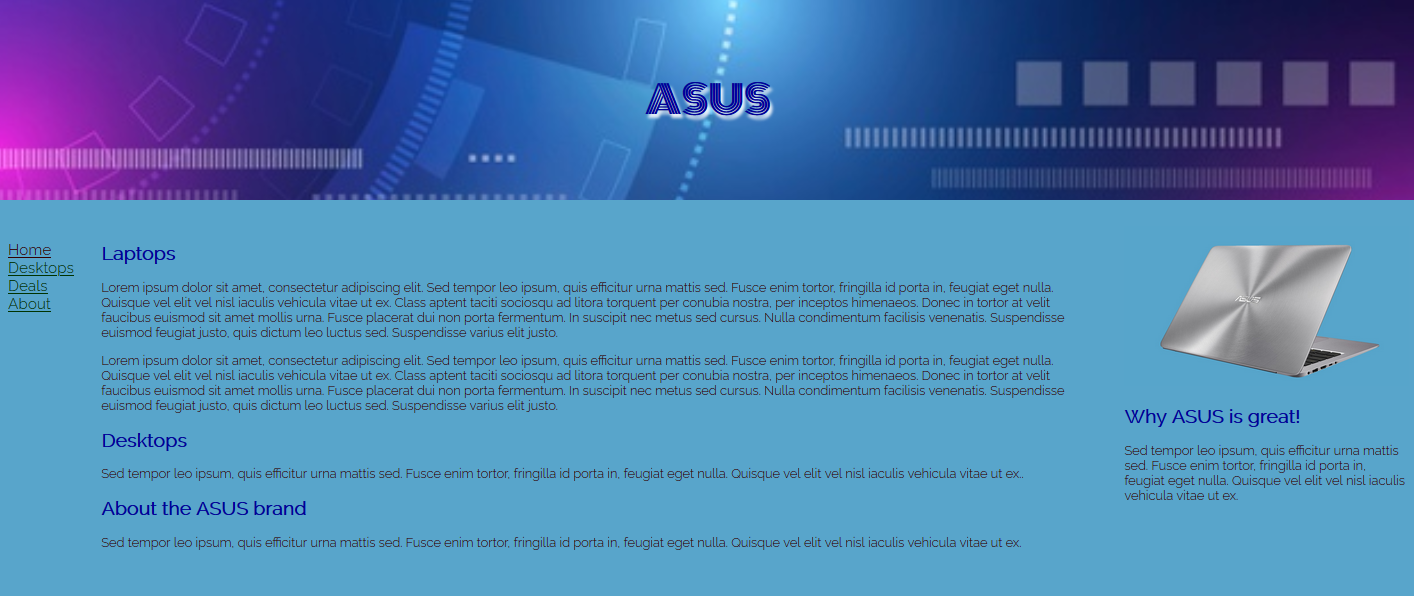 ASUS
Home
Desktops
Deals
About
Laptops
Lorem ipsum dolor sit amet, consectetur adipiscing elit. Sed tempor leo ipsum, quis efficitur urna mattis sed. Fusce enim tortor, fringilla id porta in, feugiat eget nulla.
Quisque vel elit vel nisl iaculis vehicula vitae ut ex. Class aptent taciti sociosqu ad litora torquent per conubia nostra, per inceptos himenaeos. Donec in tortor at velit
faucibus euismod sit amet mollis urna. Fusce placerat dui non porta fermentum. In suscipit nec metus sed cursus. Nulla condimentum facilisis venenatis. Suspendisse
euismod feugiat justo, quis dictum leo luctus sed. Suspendisse varius elit justo.
Lorem ipsum dolor sit amet, consectetur adipiscing elit. Sed tempor leo ipsum, quis efficitur urna mattis sed. Fusce enim tortor, fringilla id porta in, feugiat eget nulla.
Quisque vel elit vel nisl iaculis vehicula vitae ut ex. Class aptent taciti sociosqu ad litora torquent per conubia nostra, per inceptos himenaeos. Donec in tortor at velit
faucibus euismod sit amet mollis urna. Fusce placerat dui non porta fermentum. In suscipit nec metus sed cursus. Nulla condimentum facilisis venenatis. Suspendisse
euismod feugiat justo, quis dictum leo luctus sed. Suspendisse varius elit justo.
Desktops
Sed tempor leo ipsum, quis efficitur urna mattis sed. Fusce enim tortor, fringilla id porta in, feugiat eget nulla. Quisque vel elit vel nisl iaculis vehicula vitae ut ex..
About the ASUS brand
Sed tempor leo ipsum, quis efficitur urna mattis sed. Fusce enim tortor, fringilla id porta in, feugiat eget nulla. Quisque vel elit vel nisl iaculis vehicula vitae ut ex.
ASUS
Why ASUS is great!
Sed tempor leo ipsum, quis efficitur urna mattis
sed. Fusce enim tortor, fringilla id porta in,
feugiat eget nulla. Quisque vel elit vel nisl iaculis
vehicula vitae ut ex.